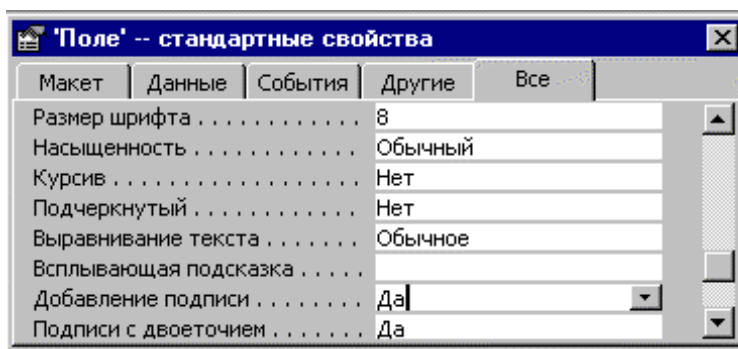 'Поле' -- стандартные свойства
Макет Данные События Другие Все
Размер шрифта . . . . . . . . . . . . 8
Насыщенность . . . . . . . . . . . . Обычный
Курсив . . . . . . . . . . . . . . . . . . Нет
Подчеркнутый . . . . . . . . . . . . Нет
Выравнивание текста . . . . . . . Обычное
Всплывающая подсказка . . . . .
Добавление подписи . . . . . . . . Да
Подписи с двоеточием . . . . . . . Да